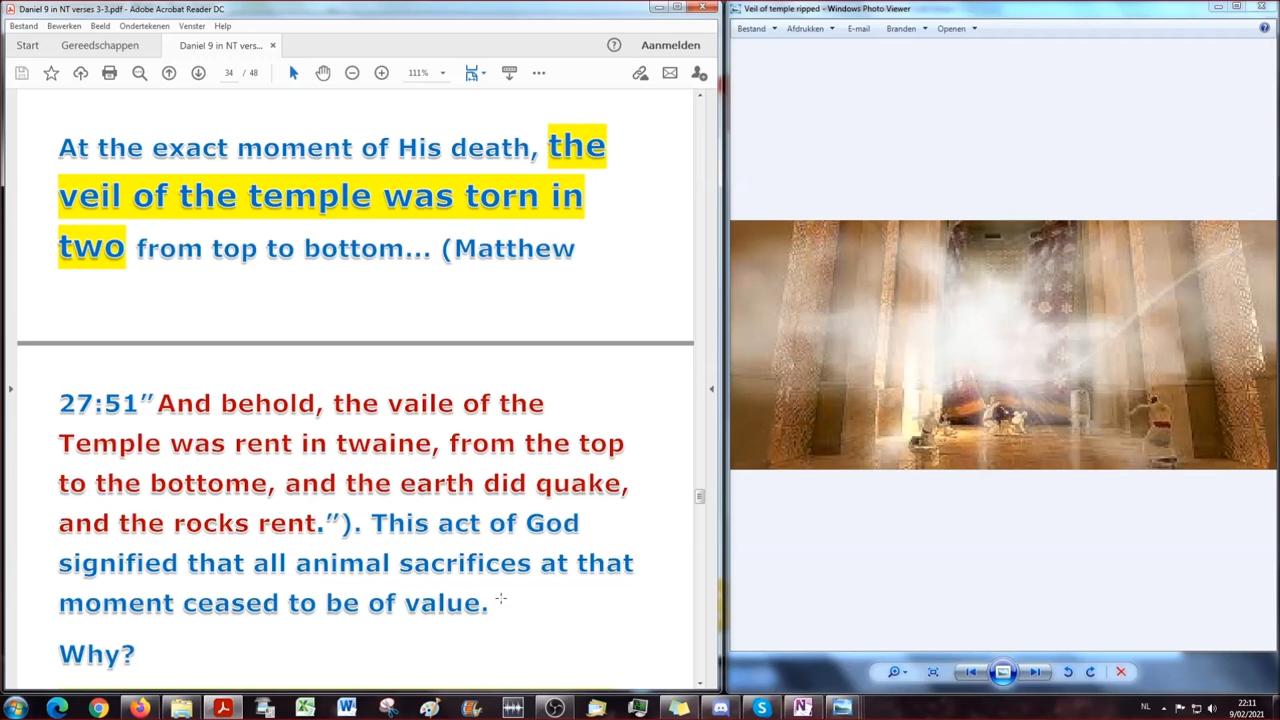 Daniel 9 in NT verses 3-3.pdf - Adobe Acrobat Reader DC
Bestand Bewerken Beeld Ondertekenen Venster Help
Start Gereedschappen Daniel 9 in NT vers... × Aanmelden
34 / 48 111%
At the exact moment of His death, the
veil of the temple was torn in
two from top to bottom... (Matthew
27:51”And behold, the vaile of the
Temple was rent in twaine, from the top
to the bottome, and the earth did quake,
and the rocks rent.”). This act of God
signified that all animal sacrifices at that
moment ceased to be of value.
Why?
Veil of temple ripped - Windows Photo Viewer
Bestand Afdrukken E-mail Branden Openen
NL 22:11
9/02/2021